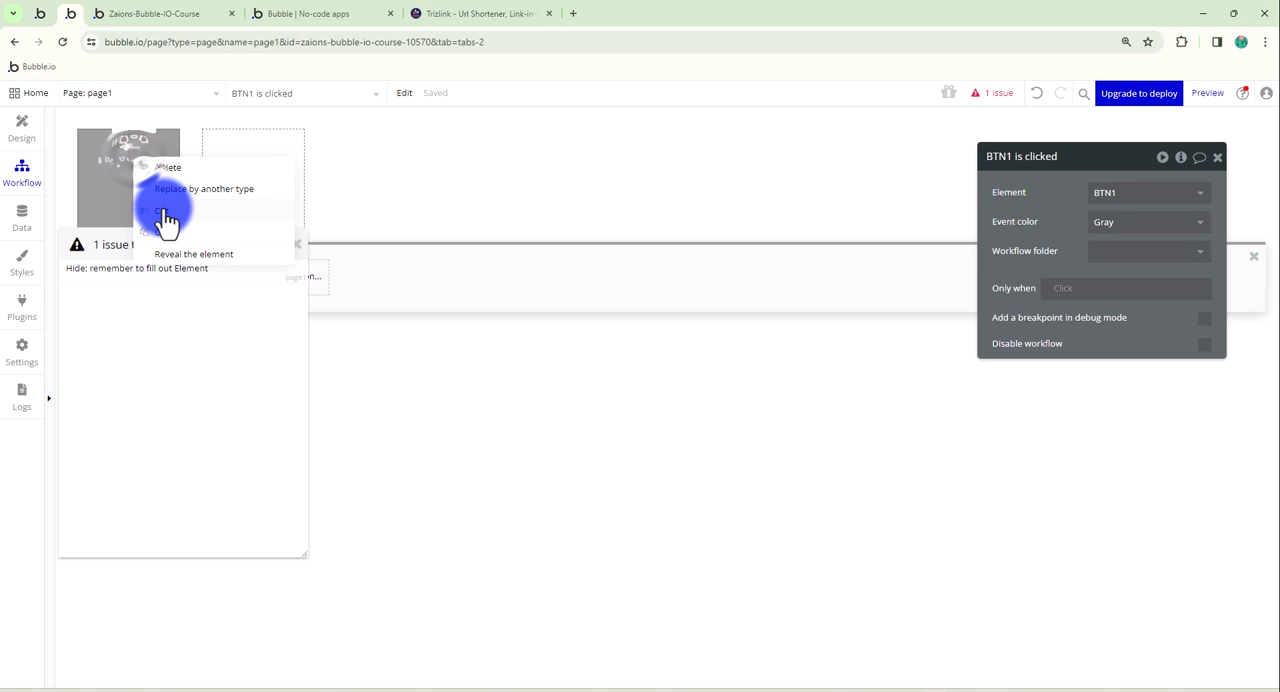 Zaions-Bubble-IO-Course
Bubble | No-code apps
Trizlink - Url Shortener, Link-in-
bubble.io/page?type=page&name=page1&id=zaions-bubble-io-course-10570&tab=tabs-2
Bubble.io
Home
Page: page1
BTN1 is clicked
Edit
Saved
1 issue
Upgrade to deploy
Preview
Design
Workflow
Data
Styles
Plugins
Settings
Logs
Replace by another type
Reveal the element
1 issue t
Hide: remember to fill out Element
page1
n...
BTN1 is clicked
Element
BTN1
Event color
Gray
Workflow folder
Only when
Click
Add a breakpoint in debug mode
Disable workflow